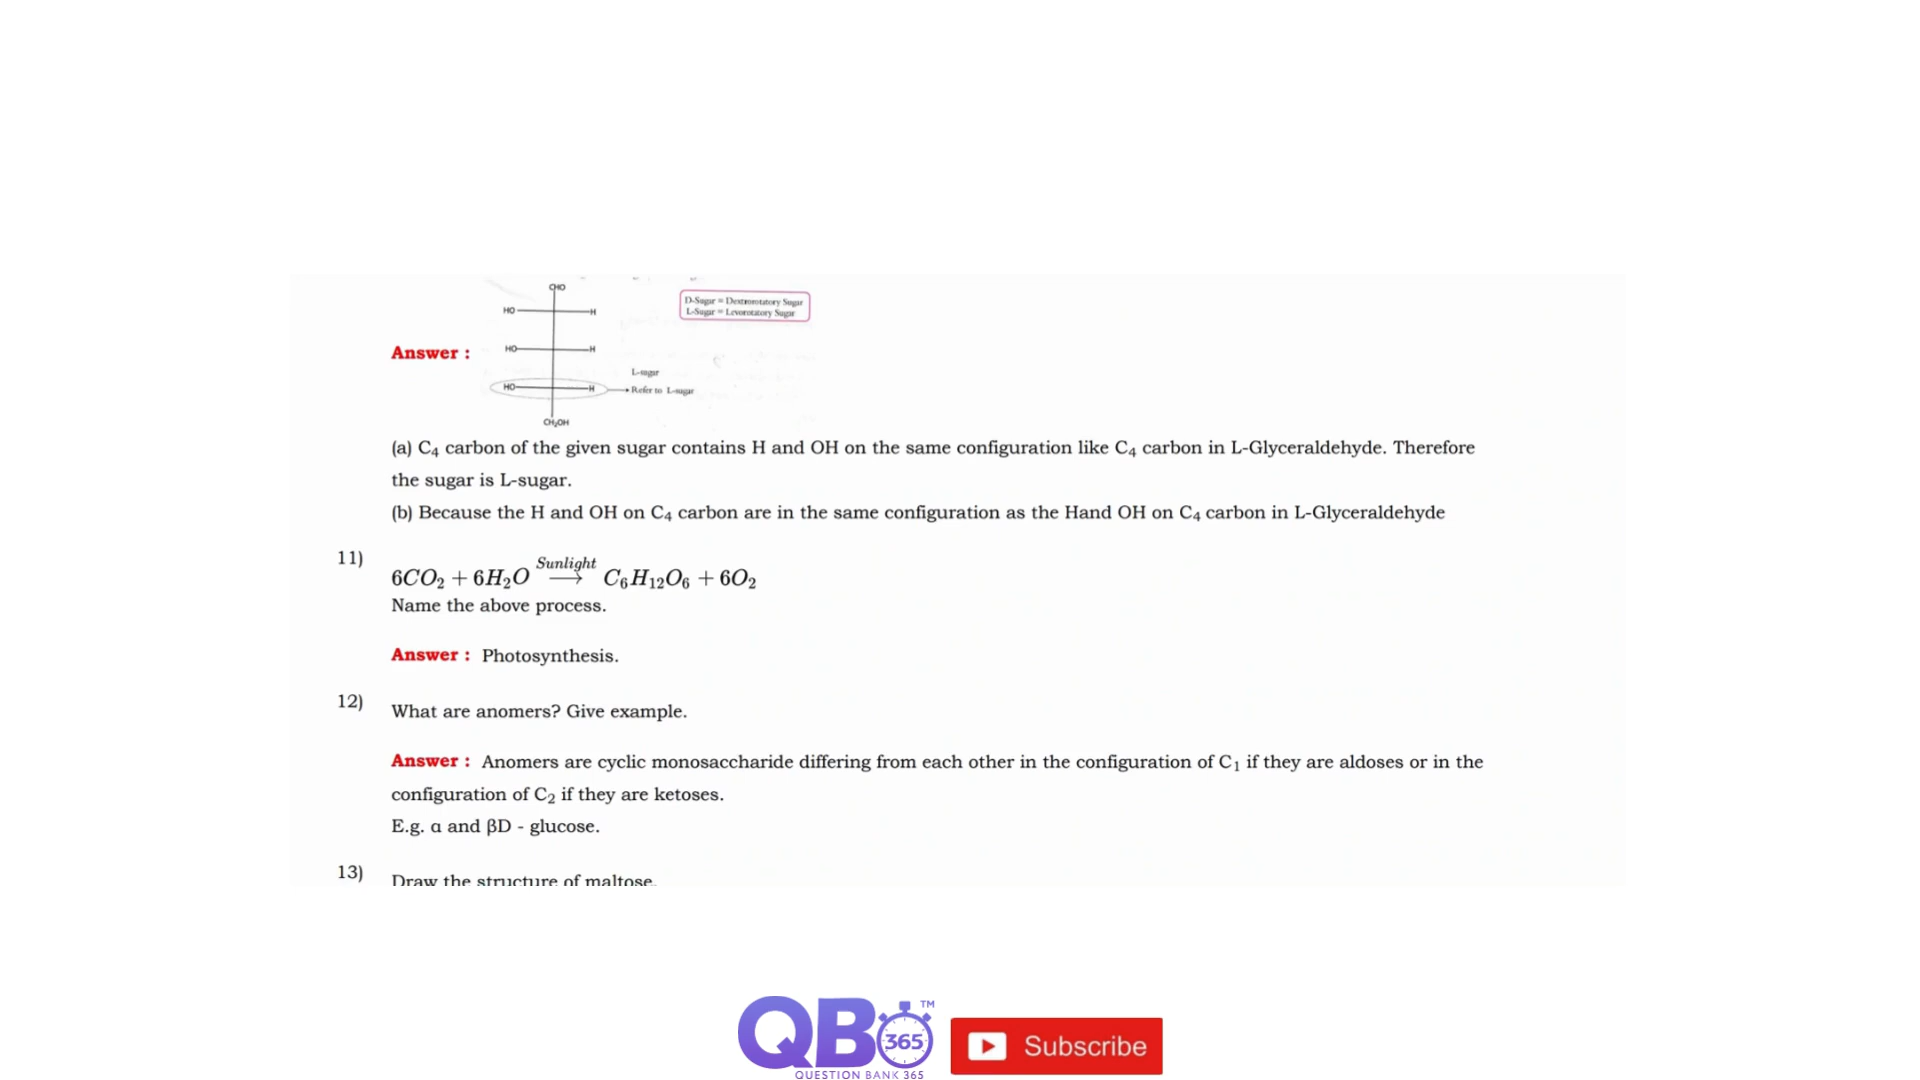 CHO
HO H
D-Sugar = Dextrorotatory Sugar
L-Sugar = Levorotatory Sugar
Answer :
HO H
L-sugar
HO H
Refer to L-sugar
CH₂OH
(a) C₄ carbon of the given sugar contains H and OH on the same configuration like C₄ carbon in L-Glyceraldehyde. Therefore
the sugar is L-sugar.
(b) Because the H and OH on C₄ carbon are in the same configuration as the Hand OH on C₄ carbon in L-Glyceraldehyde
11)
6CO₂ + 6H₂O Sunlight ⟶ C₆H₁₂O₆ + 6O₂
Name the above process.
Answer : Photosynthesis.
12)
What are anomers? Give example.
Answer : Anomers are cyclic monosaccharide differing from each other in the configuration of C₁ if they are aldoses or in the
configuration of C₂ if they are ketoses.
E.g. α and βD - glucose.
13)
Draw the structure of maltose.
QB 365 TM
QUESTION BANK 365
Subscribe